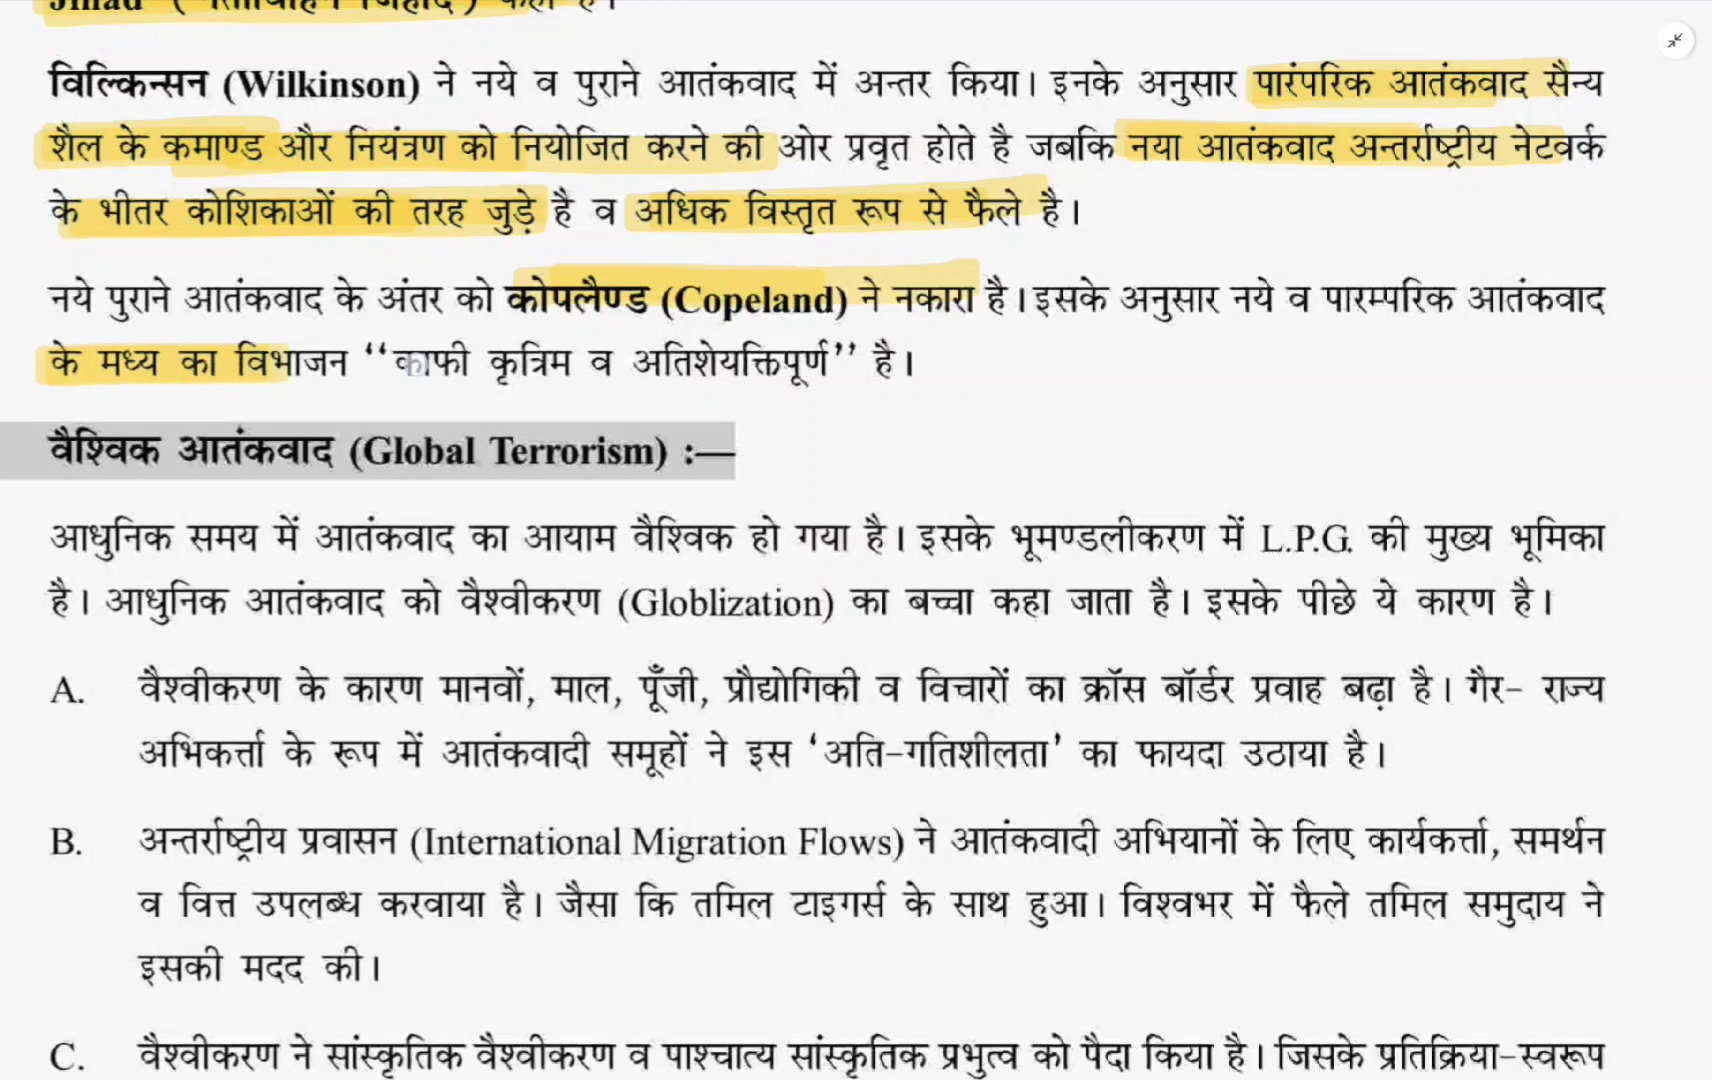 विल्किन्सन (Wilkinson) ने नये व पुराने आतंकवाद में अन्तर किया। इनके अनुसार पारंपरिक आतंकवाद सैन्य
शैल के कमाण्ड और नियंत्रण को नियोजित करने की ओर प्रवृत होते है जबकि नया आतंकवाद अन्तर्राष्ट्रीय नेटवर्क
के भीतर कोशिकाओं की तरह जुड़े है व अधिक विस्तृत रूप से फैले है।
नये पुराने आतंकवाद के अंतर को कोपलैण्ड (Copeland) ने नकारा है। इसके अनुसार नये व पारम्परिक आतंकवाद
के मध्य का विभाजन “काफी कृत्रिम व अतिशेयक्तिपूर्ण” है।
वैश्विक आतंकवाद (Global Terrorism) :—
आधुनिक समय में आतंकवाद का आयाम वैश्विक हो गया है। इसके भूमण्डलीकरण में L.P.G. की मुख्य भूमिका
है। आधुनिक आतंकवाद को वैश्वीकरण (Globlization) का बच्चा कहा जाता है। इसके पीछे ये कारण है।
A. वैश्वीकरण के कारण मानवों, माल, पूँजी, प्रौद्योगिकी व विचारों का क्रॉस बॉर्डर प्रवाह बढ़ा है। गैर- राज्य
अभिकर्त्ता के रूप में आतंकवादी समूहों ने इस ‘अति-गतिशीलता’ का फायदा उठाया है।
B. अन्तर्राष्ट्रीय प्रवासन (International Migration Flows) ने आतंकवादी अभियानों के लिए कार्यकर्त्ता, समर्थन
व वित्त उपलब्ध करवाया है। जैसा कि तमिल टाइगर्स के साथ हुआ। विश्वभर में फैले तमिल समुदाय ने
इसकी मदद की।
C. वैश्वीकरण ने सांस्कृतिक वैश्वीकरण व पाश्चात्य सांस्कृतिक प्रभुत्व को पैदा किया है। जिसके प्रतिक्रिया-स्वरूप